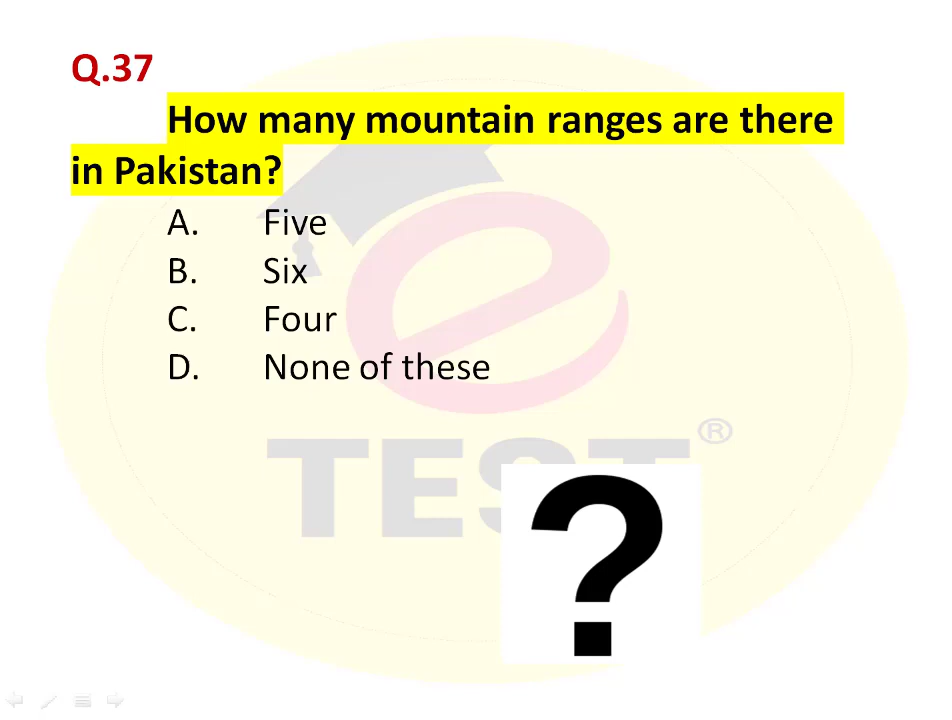 Q.37
How many mountain ranges are there
in Pakistan?
A. Five
B. Six
C. Four
D. None of these
e
TEST®
?